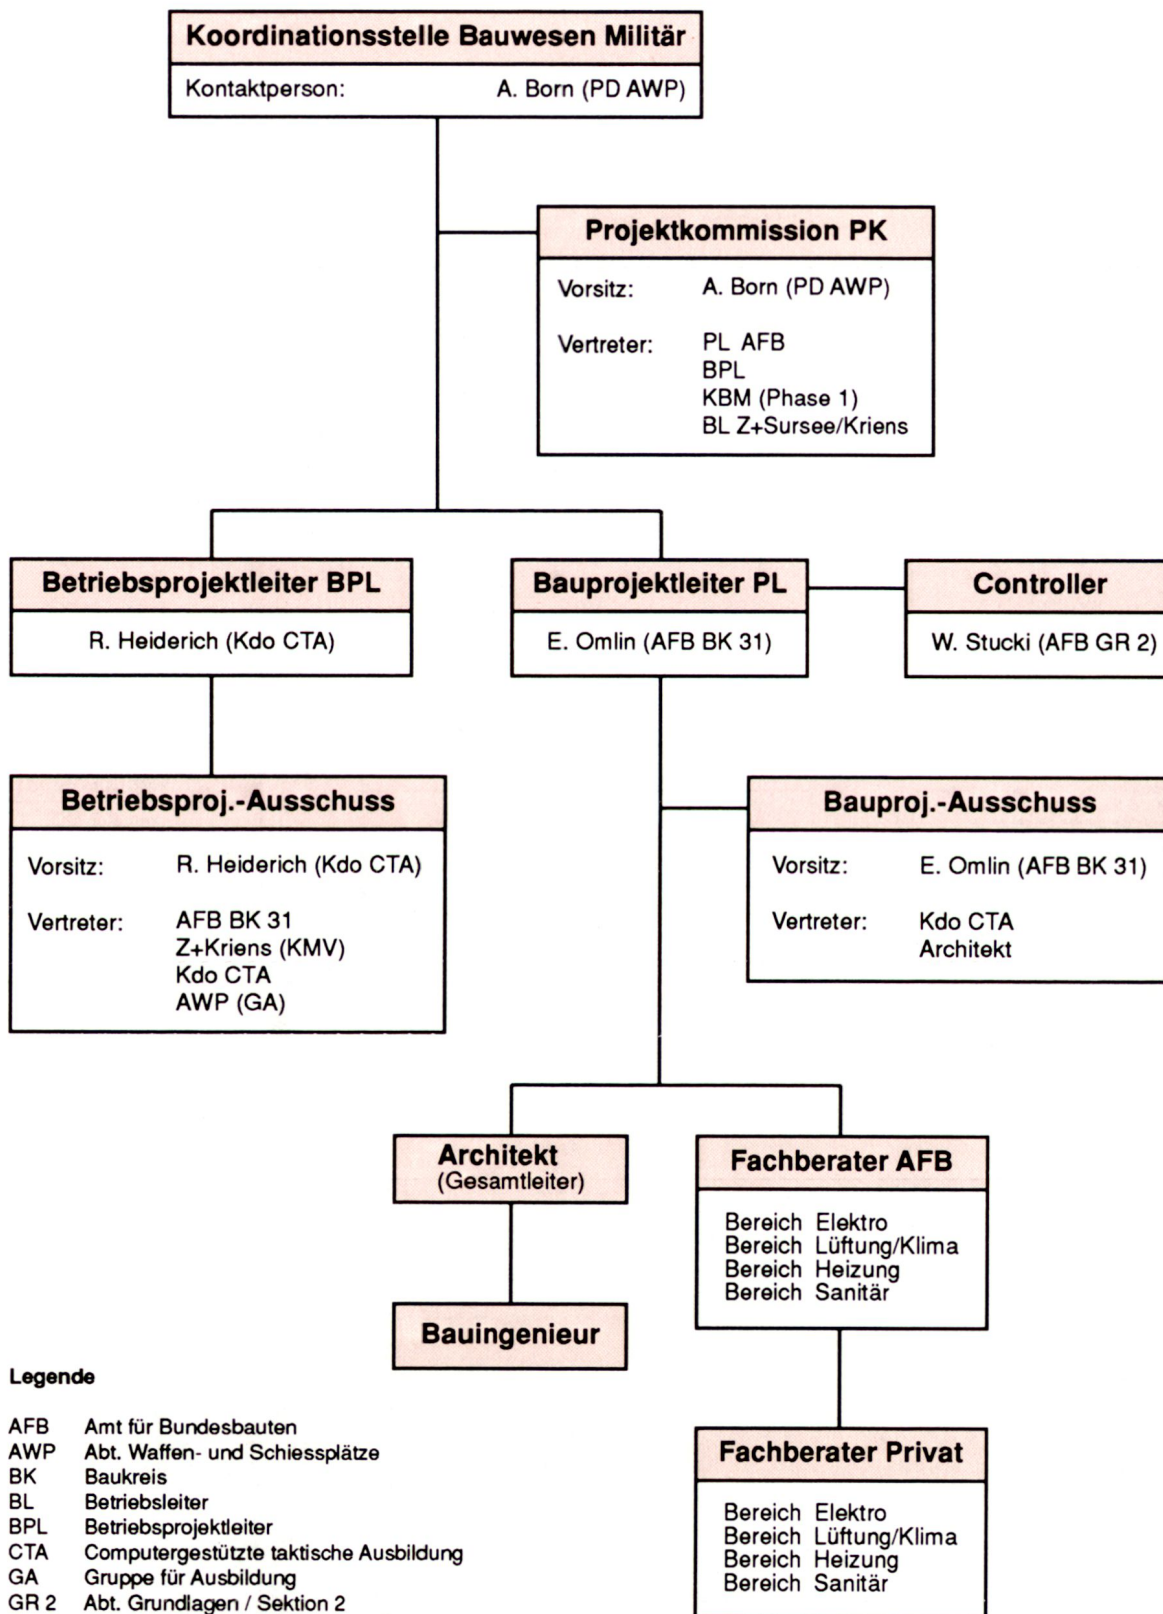 Koordinationsstelle Bauwesen Militär
Kontaktperson: A. Born (PD AWP)
Projektkommission PK
Vorsitz: A. Born (PD AWP)
Vertreter: PL AFB
BPL
KBM (Phase 1)
BL Z+Sursee/Kriens
Betriebsprojektleiter BPL
R. Heiderich (Kdo CTA)
Bauprojektleiter PL
E. Omlin (AFB BK 31)
Controller
W. Stucki (AFB GR 2)
Betriebsproj.-Ausschuss
Vorsitz: R. Heiderich (Kdo CTA)
Vertreter: AFB BK 31
Z+Kriens (KMV)
Kdo CTA
AWP (GA)
Bauproj.-Ausschuss
Vorsitz: E. Omlin (AFB BK 31)
Vertreter: Kdo CTA
Architekt
Architekt
(Gesamtleiter)
Bauingenieur
Fachberater AFB
Bereich Elektro
Bereich Lüftung/Klima
Bereich Heizung
Bereich Sanitär
Fachberater Privat
Bereich Elektro
Bereich Lüftung/Klima
Bereich Heizung
Bereich Sanitär
Legende
AFB Amt für Bundesbauten
AWP Abt. Waffen- und Schiessplätze
BK Baukreis
BL Betriebsleiter
BPL Betriebsprojektleiter
CTA Computergestützte taktische Ausbildung
GA Gruppe für Ausbildung
GR 2 Abt. Grundlagen / Sektion 2